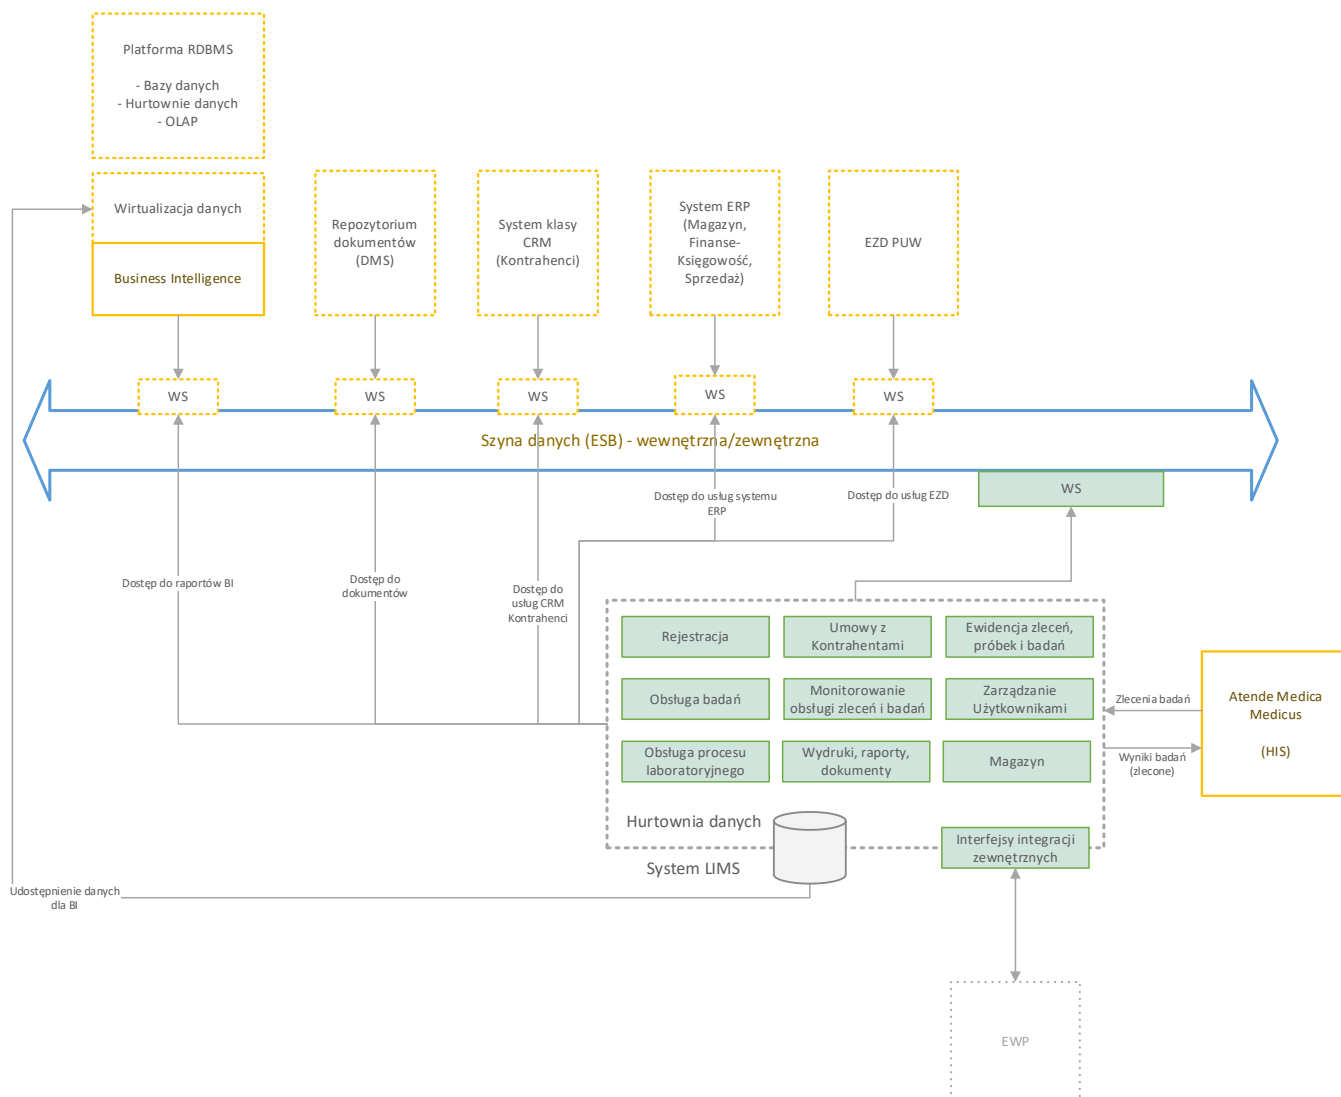 Platforma RDBMS
- Bazy danych
- Hurtownie danych
- OLAP
Wirtualizacja danych
Business Intelligence
Repozytorium
dokumentów
(DMS)
System klasy
CRM
(Kontrahenci)
System ERP
(Magazyn,
Finanse-
Księgowość,
Sprzedaż)
EZD PUW
WS
WS
WS
WS
WS
Szyna danych (ESB) - wewnętrzna/zewnętrzna
WS
Dostęp do usług systemu
ERP
Dostęp do usług EZD
Dostęp do raportów BI
Dostęp do
dokumentów
Dostęp do
usług CRM
Kontrahenci
Rejestracja
Umowy z
Kontrahentami
Ewidencja zleceń,
próbek i badań
Obsługa badań
Monitorowanie
obsługi zleceń i badań
Zarządzanie
Użytkownikami
Obsługa procesu
laboratoryjnego
Wydruki, raporty,
dokumenty
Magazyn
Zlecenia badań
Wyniki badań
(zlecone)
Atende Medica
Medicus
(HIS)
Hurtownia danych
Interfejsy integracji
zewnętrznych
System LIMS
Udostępnienie danych
dla BI
EWP